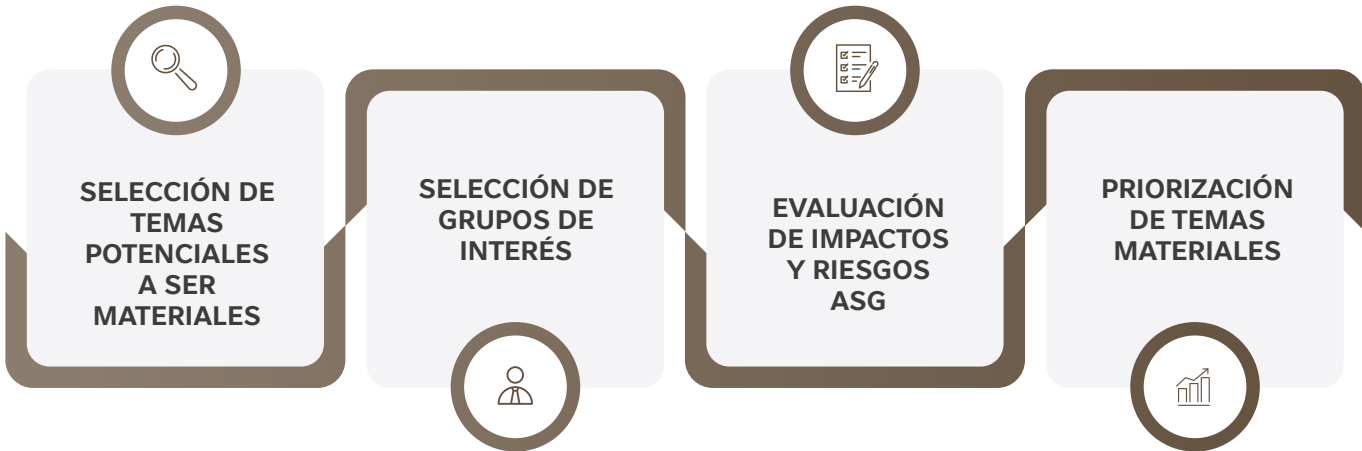 SELECCIÓN DE
TEMAS
POTENCIALES
A SER
MATERIALES
SELECCIÓN DE
GRUPOS DE
INTERÉS
EVALUACIÓN
DE IMPACTOS
Y RIESGOS
ASG
PRIORIZACIÓN
DE TEMAS
MATERIALES